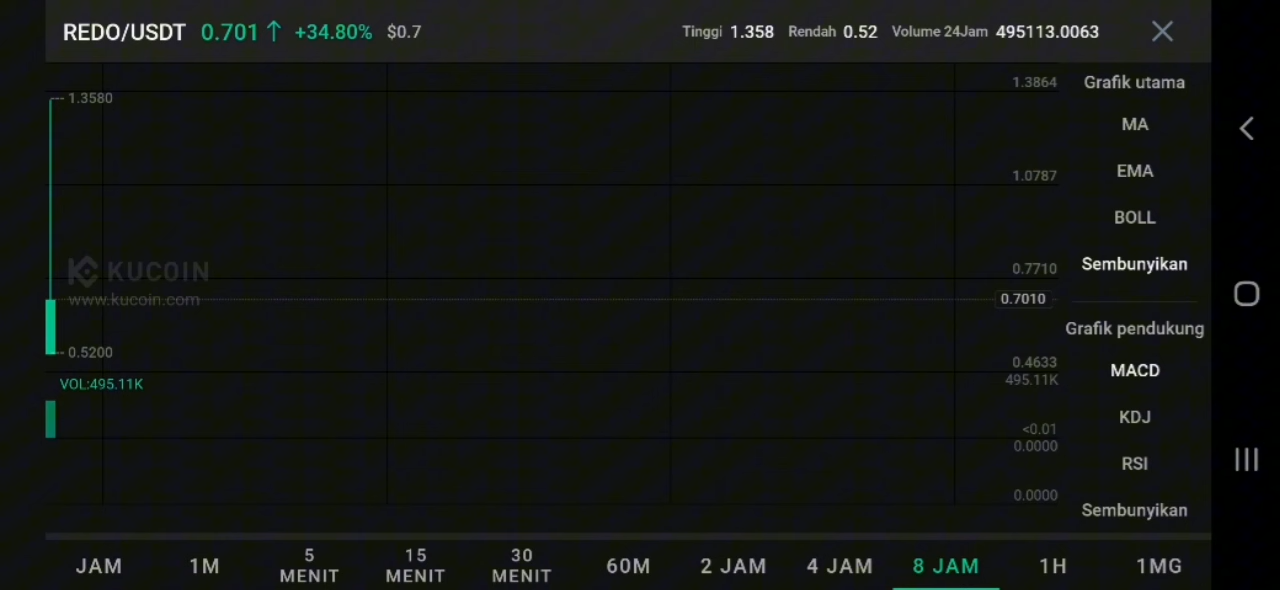 REDO/USDT 0.701↑ +34.80% $0.7 Tinggi 1.358 Rendah 0.52 Volume 24Jam 495113.0063
1.3864
1.3580
1.0787
KUCOIN
www.kucoin.com
0.7710
0.7010
0.5200
0.4633
VOL:495.11K
495.11K
<0.01
0.0000
0.0000
Grafik utama
MA
EMA
BOLL
Sembunyikan
Grafik pendukung
MACD
KDJ
RSI
Sembunyikan
JAM
1M
5
MENIT
15
MENIT
30
MENIT
60M
2 JAM
4 JAM
8 JAM
1H
1MG